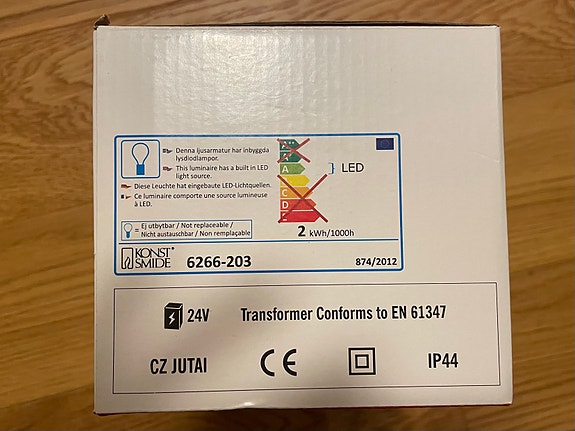 Denna ljusarmatur har inbyggda
lysdiodlampor.
This luminaire has a built in LED
light source.
Diese Leuchte hat eingebaute LED-Lichtquellen.
Ce luminaire comporte une source lumineuse
à LED.
A++
A+
A
B
C
D
E
LED
= Ej utbytbar / Not replaceable /
Nicht austauschbar / Non remplaçable
2 kWh/1000h
KONST
SMIDE
6266-203
874/2012
24V
Transformer Conforms to EN 61347
CZ JUTAI
CE
IP44